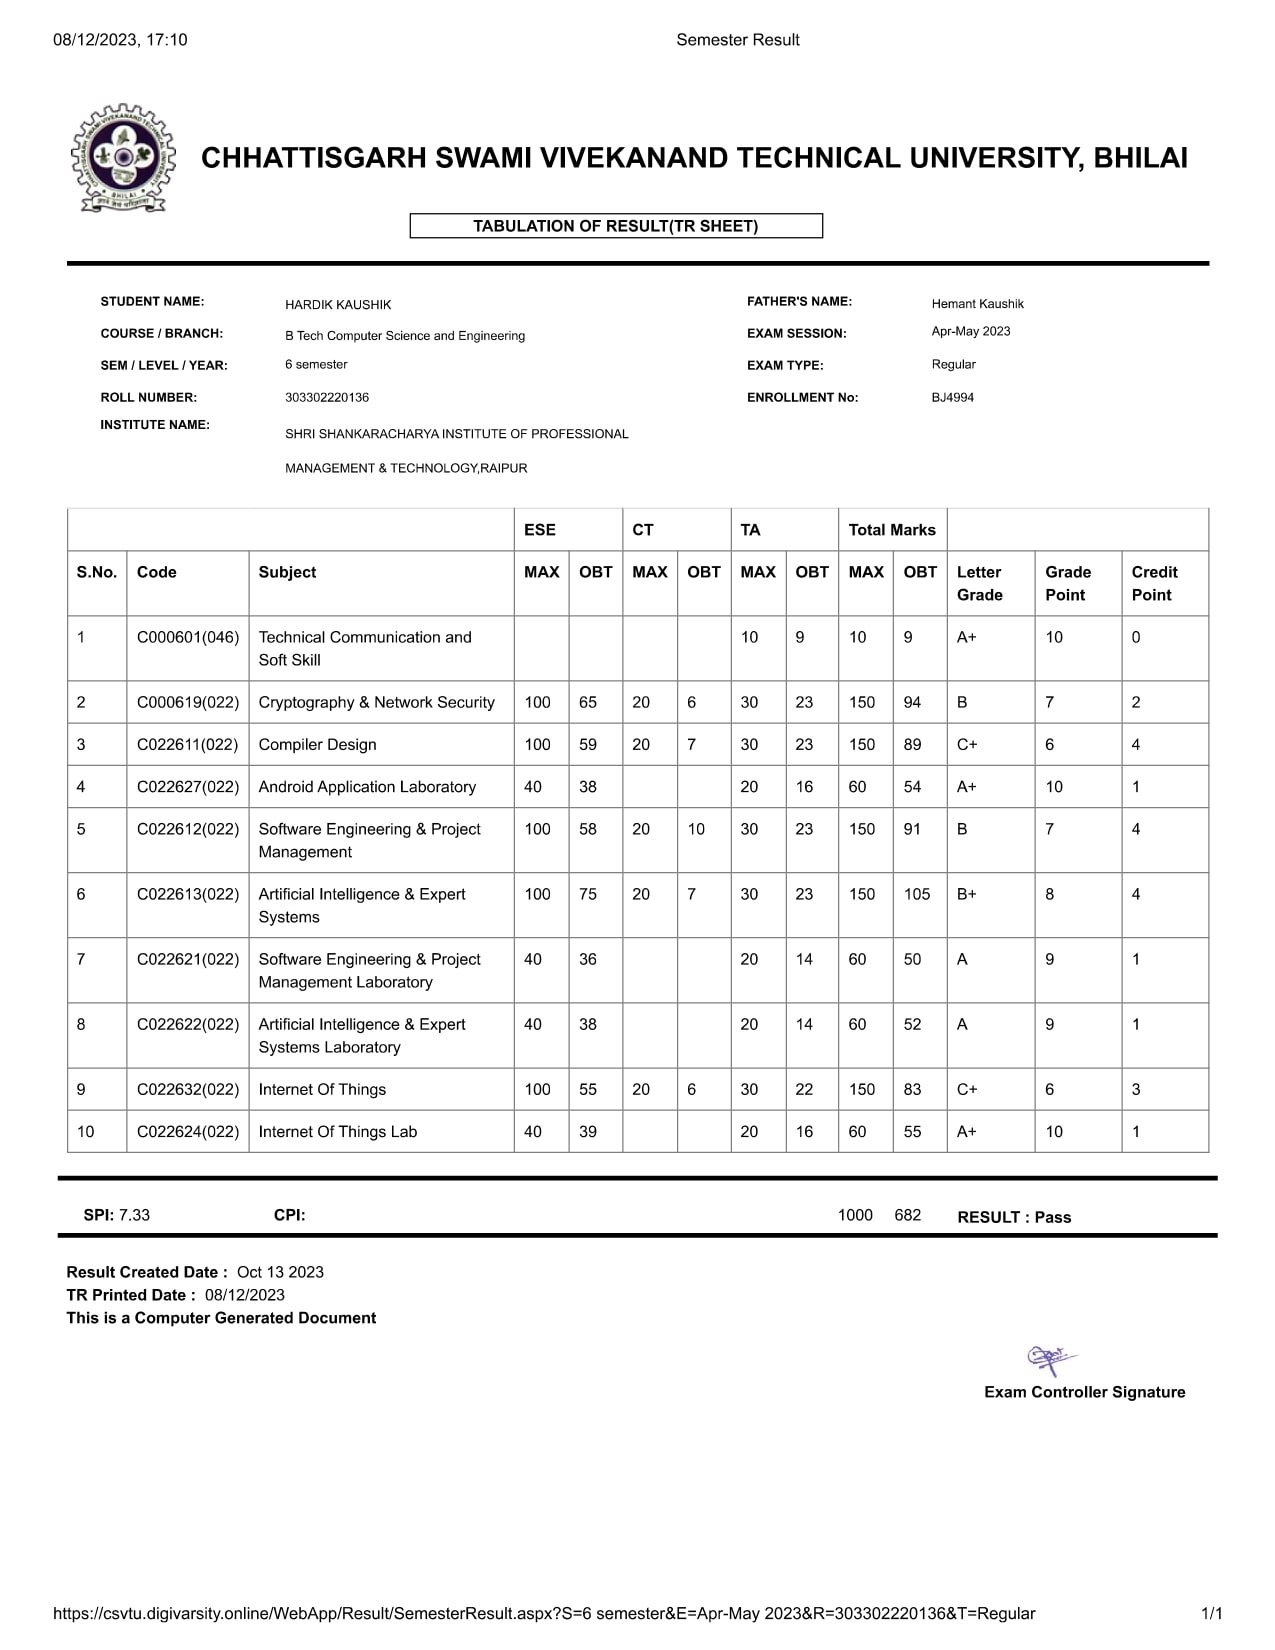 08/12/2023, 17:10 Semester Result
CHHATTISGARH SWAMI VIVEKANAND TECHNICAL UNIVERSITY, BHILAI
CHHATTISGARH SWAMI VIVEKANAND TECHNICAL UNIVERSITY
BHILAI
TABULATION OF RESULT(TR SHEET)
STUDENT NAME: HARDIK KAUSHIK FATHER'S NAME: Hemant Kaushik
COURSE / BRANCH: B Tech Computer Science and Engineering EXAM SESSION: Apr-May 2023
SEM / LEVEL / YEAR: 6 semester EXAM TYPE: Regular
ROLL NUMBER: 303302220136 ENROLLMENT No: BJ4994
INSTITUTE NAME: SHRI SHANKARACHARYA INSTITUTE OF PROFESSIONAL
MANAGEMENT & TECHNOLOGY,RAIPUR
ESE CT TA Total Marks
S.No. Code Subject MAX OBT MAX OBT MAX OBT MAX OBT Letter Grade Credit
Grade Point Point
1 C000601(046) Technical Communication and 10 9 10 9 A+ 10 0
Soft Skill
2 C000619(022) Cryptography & Network Security 100 65 20 6 30 23 150 94 B 7 2
3 C022611(022) Compiler Design 100 59 20 7 30 23 150 89 C+ 6 4
4 C022627(022) Android Application Laboratory 40 38 20 16 60 54 A+ 10 1
5 C022612(022) Software Engineering & Project 100 58 20 10 30 23 150 91 B 7 4
Management
6 C022613(022) Artificial Intelligence & Expert 100 75 20 7 30 23 150 105 B+ 8 4
Systems
7 C022621(022) Software Engineering & Project 40 36 20 14 60 50 A 9 1
Management Laboratory
8 C022622(022) Artificial Intelligence & Expert 40 38 20 14 60 52 A 9 1
Systems Laboratory
9 C022632(022) Internet Of Things 100 55 20 6 30 22 150 83 C+ 6 3
10 C022624(022) Internet Of Things Lab 40 39 20 16 60 55 A+ 10 1
SPI: 7.33 CPI: 1000 682 RESULT : Pass
Result Created Date : Oct 13 2023
TR Printed Date : 08/12/2023
This is a Computer Generated Document
Exam Controller Signature
https://csvtu.digivarsity.online/WebApp/Result/SemesterResult.aspx?S=6 semester&E=Apr-May 2023&R=303302220136&T=Regular 1/1